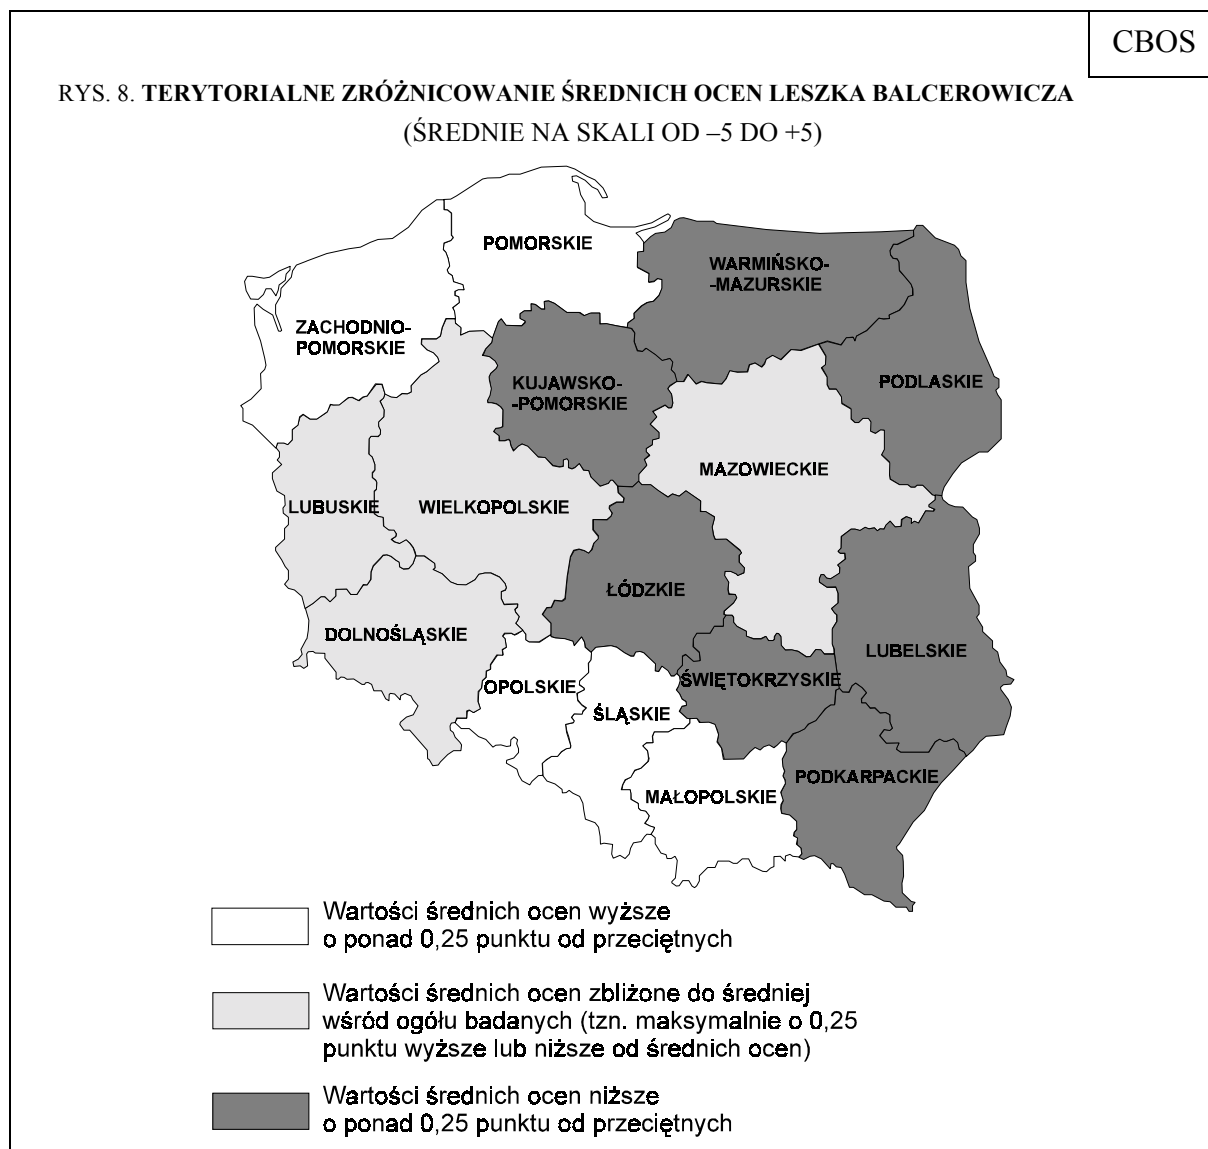 CBOS
RYS. 8. TERYTORIALNE ZRÓŻNICOWANIE ŚREDNICH OCEN LESZKA BALCEROWICZA
(ŚREDNIE NA SKALI OD –5 DO +5)
POMORSKIE
WARMIŃSKO-
-MAZURSKIE
ZACHODNIO-
POMORSKIE
KUJAWSKO-
-POMORSKIE
PODLASKIE
MAZOWIECKIE
LUBUSKIE
WIELKOPOLSKIE
ŁÓDZKIE
DOLNOŚLĄSKIE
LUBELSKIE
OPOLSKIE
ŚWIĘTOKRZYSKIE
ŚLĄSKIE
PODKARPACKIE
MAŁOPOLSKIE
Wartości średnich ocen wyższe
o ponad 0,25 punktu od przeciętnych
Wartości średnich ocen zbliżone do średniej
wśród ogółu badanych (tzn. maksymalnie o 0,25
punktu wyższe lub niższe od średnich ocen)
Wartości średnich ocen niższe
o ponad 0,25 punktu od przeciętnych